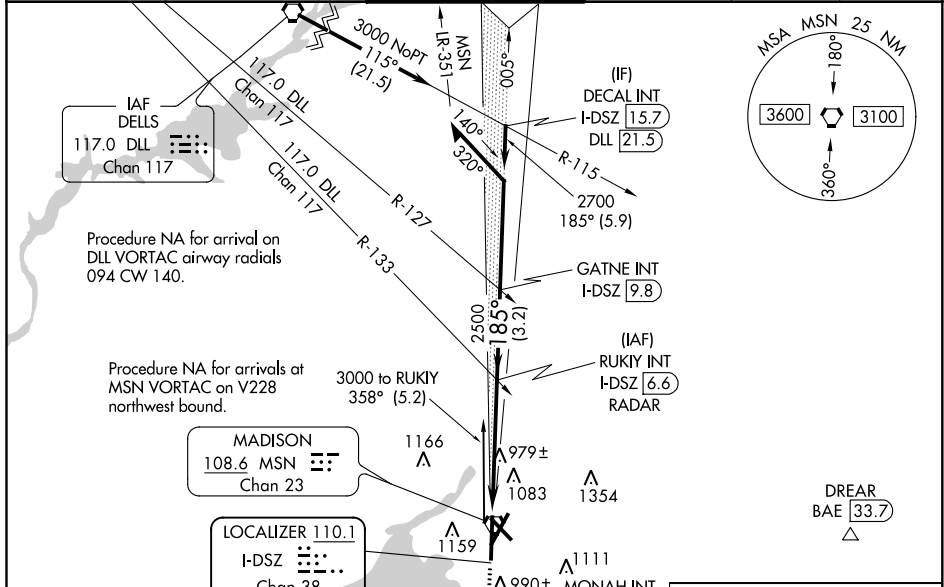 3000 NoPT
115°
(21.5)
MSN
LR-351
005°
MSA MSN 25 NM
180°
3600
3100
360°
(IF)
DECAL INT
I-DSZ 15.7
DLL 21.5
117.0 DLL
Chan 117
IAF
DELLS
117.0 DLL
Chan 117
140°
320°
R-115
2700
185° (5.9)
117.0 DLL
Chan 117
R-127
R-133
Procedure NA for arrival on
DLL VORTAC airway radials
094 CW 140.
GATNE INT
I-DSZ 9.8
2500
185°
(3.2)
(IAF)
RUKIY INT
I-DSZ 6.6
RADAR
Procedure NA for arrivals at
MSN VORTAC on V228
northwest bound.
3000 to RUKIY
358° (5.2)
MADISON
108.6 MSN
Chan 23
1166
979±
1083
1354
DREAR
BAE 33.7
LOCALIZER 110.1
I-DSZ
Chan 38
1159
1111
990±
MONAH INT